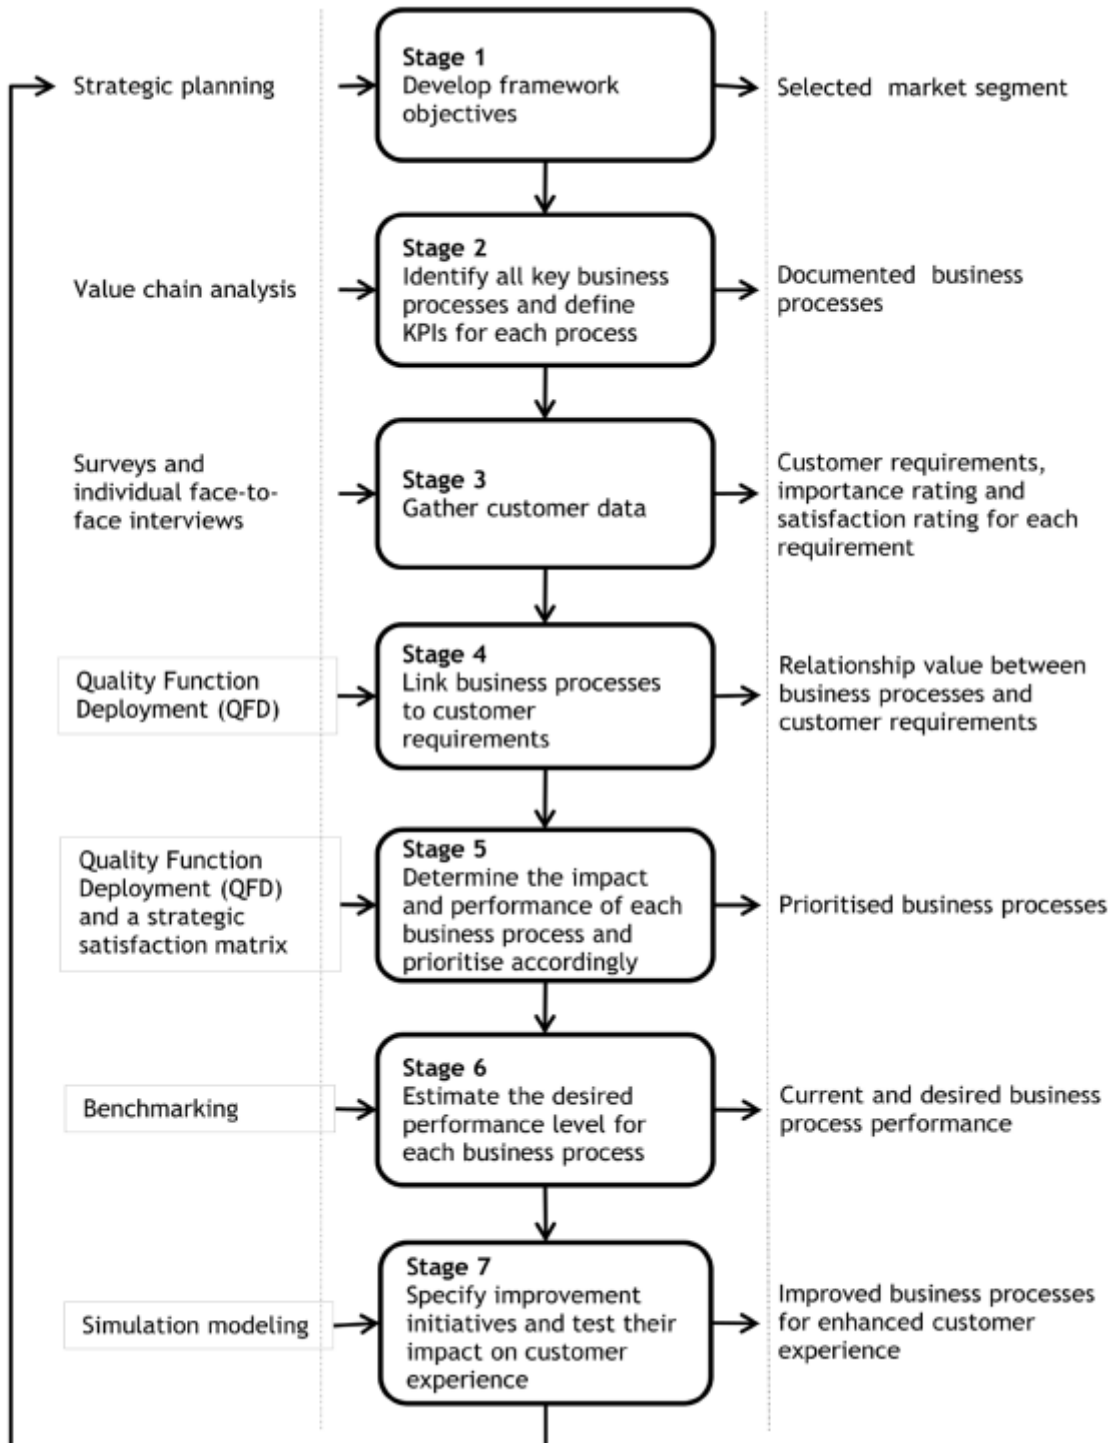 Strategic planning
Stage 1
Develop framework
objectives
Selected market segment
Value chain analysis
Stage 2
Identify all key business
processes and define
KPIs for each process
Documented business
processes
Surveys and
individual face-to-
face interviews
Stage 3
Gather customer data
Customer requirements,
importance rating and
satisfaction rating for each
requirement
Quality Function
Deployment (QFD)
Stage 4
Link business processes
to customer
requirements
Relationship value between
business processes and
customer requirements
Quality Function
Deployment (QFD)
and a strategic
satisfaction matrix
Stage 5
Determine the impact
and performance of each
business process and
prioritise accordingly
Prioritised business processes
Benchmarking
Stage 6
Estimate the desired
performance level for
each business process
Current and desired business
process performance
Simulation modeling
Stage 7
Specify improvement
initiatives and test their
impact on customer
experience
Improved business processes
for enhanced customer
experience